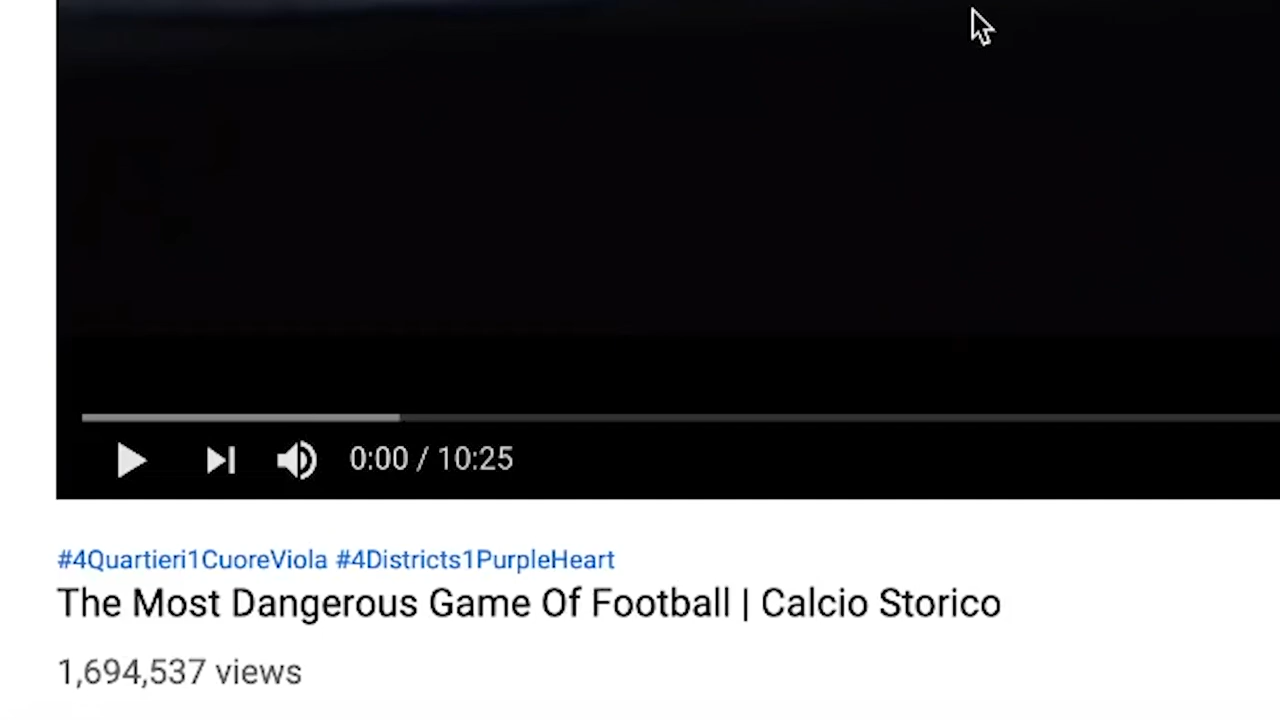 0:00 / 10:25
#4Quartieri1CuoreViola #4Districts1PurpleHeart
The Most Dangerous Game Of Football | Calcio Storico
1,694,537 views